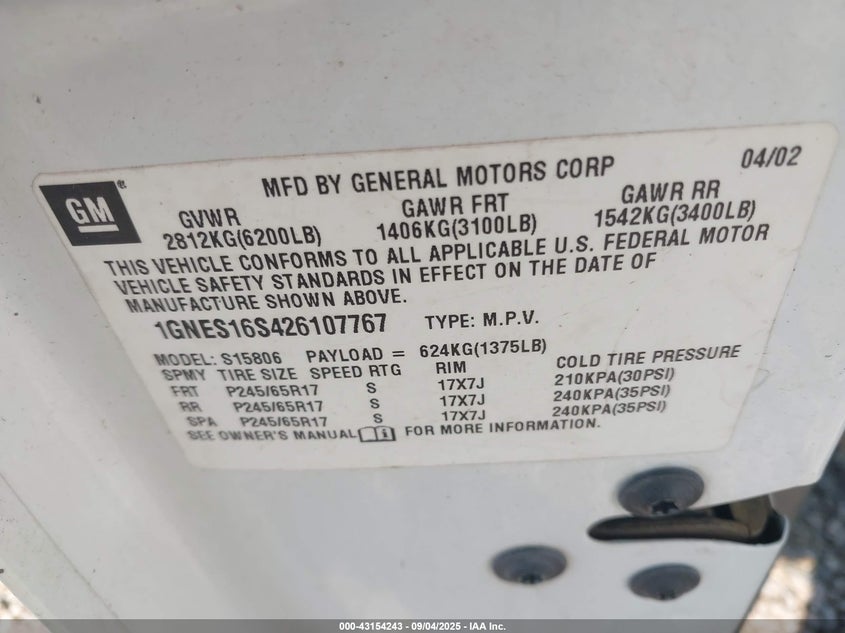 GM®
MFD BY GENERAL MOTORS CORP 04/02
GVWR GAWR FRT GAWR RR
2812KG(6200LB) 1406KG(3100LB) 1542KG(3400LB)
THIS VEHICLE CONFORMS TO ALL APPLICABLE U.S. FEDERAL MOTOR
VEHICLE SAFETY STANDARDS IN EFFECT ON THE DATE OF
MANUFACTURE SHOWN ABOVE.
1GNES16S426107767 TYPE: M.P.V.
MODEL: S15806 PAYLOAD = 624KG(1375LB)
SPMY TIRE SIZE SPEED RTG RIM COLD TIRE PRESSURE
FRT P245/65R17 S 17X7J 210KPA(30PSI)
RR P245/65R17 S 17X7J 240KPA(35PSI)
SPA P245/65R17 S 17X7J 240KPA(35PSI)
SEE OWNER'S MANUAL FOR MORE INFORMATION.
000-43154243 - 09/04/2025 - IAA Inc.